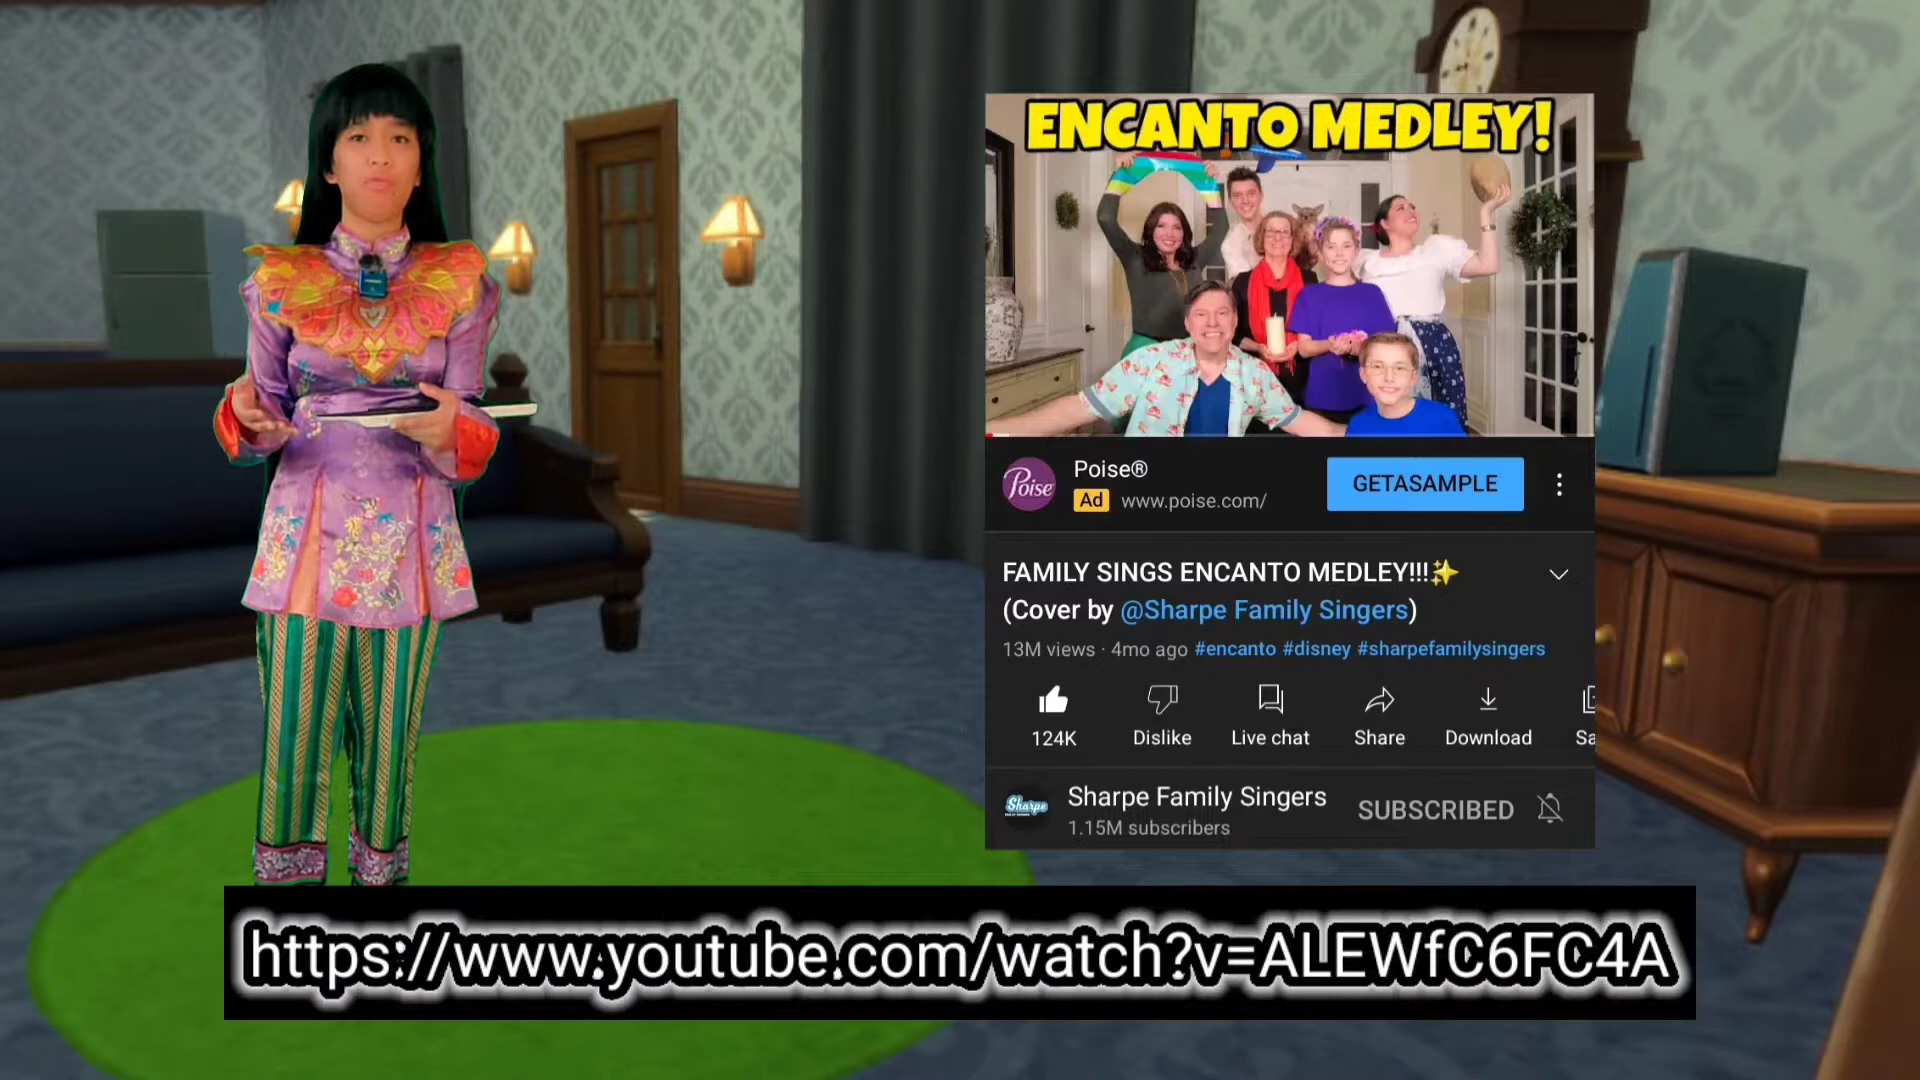 ENCANTO MEDLEY!
Poise
Poise®
Ad www.poise.com/
GETASAMPLE
FAMILY SINGS ENCANTO MEDLEY!!!✨
(Cover by @Sharpe Family Singers)
13M views · 4mo ago #encanto #disney #sharpefamilysingers
124K Dislike Live chat Share Download Sa
Sharpe
Sharpe Family Singers
1.15M subscribers
SUBSCRIBED
https://www.youtube.com/watch?v=ALEWfC6FC4A